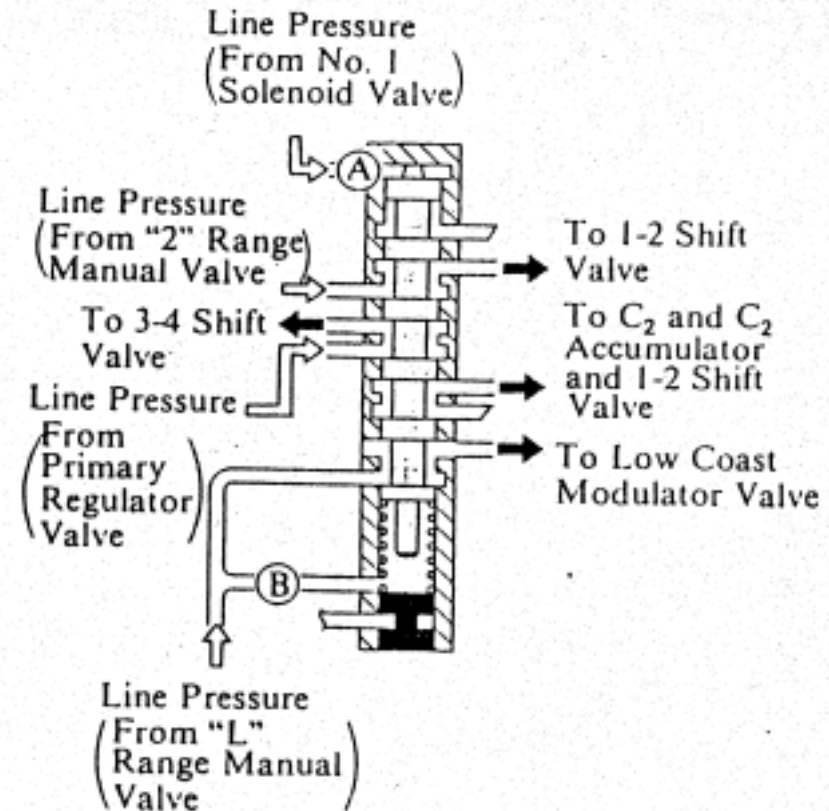 Line Pressure
(From No. 1
Solenoid Valve)
A
Line Pressure
(From "2" Range
Manual Valve)
To 3-4 Shift
Valve
Line Pressure
(From
Primary
Regulator
Valve)
B
Line Pressure
(From "L"
Range Manual
Valve)
To 1-2 Shift
Valve
To C₂ and C₂
Accumulator
and 1-2 Shift
Valve
To Low Coast
Modulator Valve